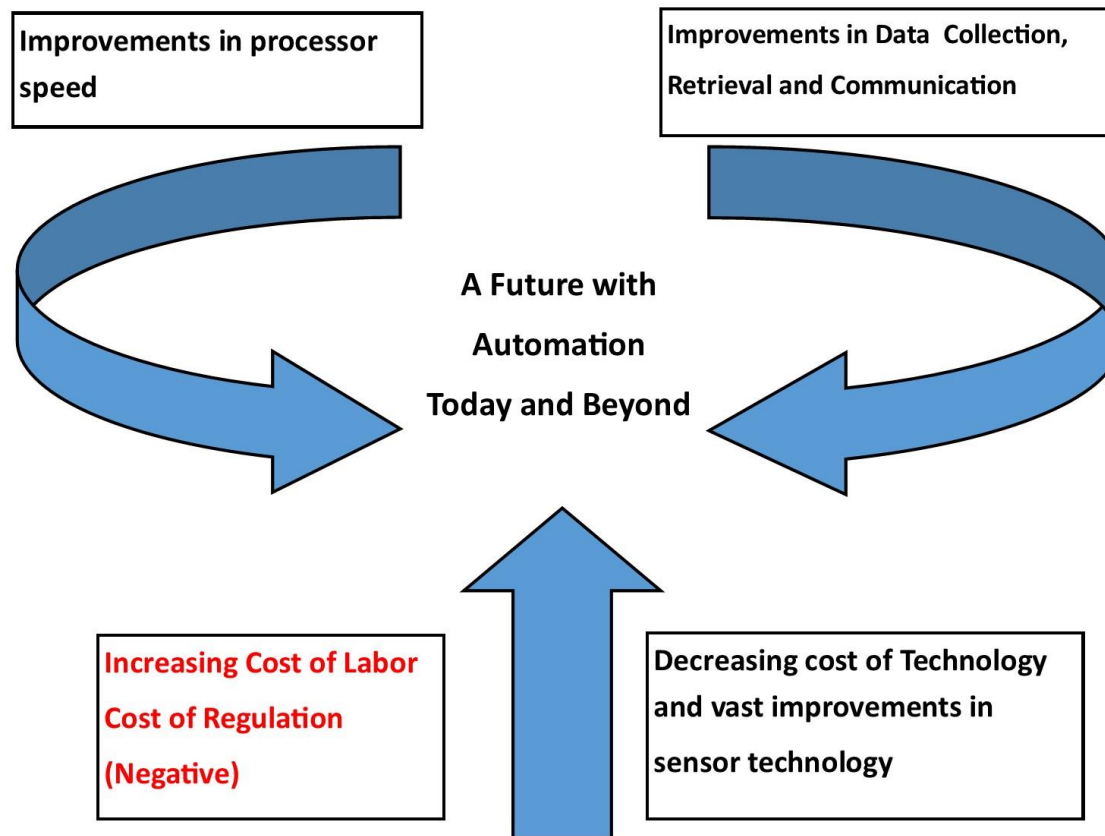 Improvements in processor
speed
Improvements in Data  Collection,
Retrieval and Communication
A Future with
Automation
Today and Beyond
Increasing Cost of Labor
Cost of Regulation
(Negative)
Decreasing cost of Technology
and vast improvements in
sensor technology